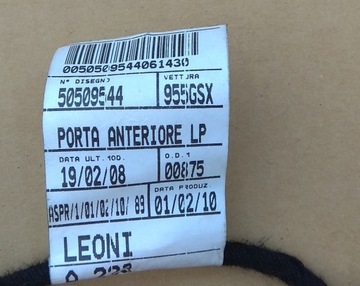 0050509544061430
N° DISEGNO VETTURA
50509544 955GSX
PORTA ANTERIORE LP
DATA ULT. MOD. O.D.1
19/02/08 00875
DATA PRODUZ.
ASPR/1/01/02/10/ 89 01/02/10
LEONI